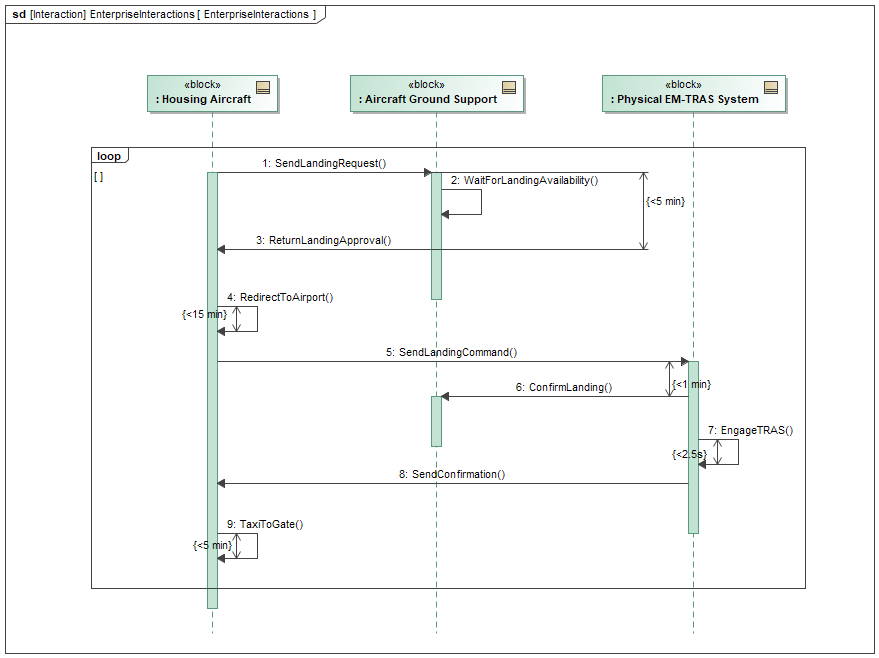 sd [Interaction] EnterpriseInteractions [ EnterpriseInteractions ]
«block»
: Housing Aircraft
«block»
: Aircraft Ground Support
«block»
: Physical EM-TRAS System
loop
[ ]
1: SendLandingRequest()
2: WaitForLandingAvailability()
{<5 min}
3: ReturnLandingApproval()
4: RedirectToAirport()
{<15 min}
5: SendLandingCommand()
{<1 min}
6: ConfirmLanding()
7: EngageTRAS()
{<2.5s}
8: SendConfirmation()
9: TaxiToGate()
{<5 min}